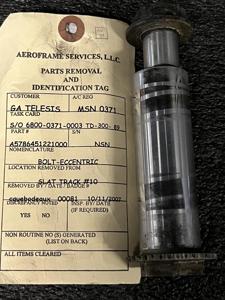 AEROFRAME SERVICES, L.L.C.
PARTS REMOVAL
AND
IDENTIFICATION TAG
CUSTOMER A/C REG
GA TELESIS MSN 0371
TASK CARD
S/O 6800-0371-0003 TD-300-89
PART # S/N
A5786451221000 NSN
NOMENCLATURE
BOLT-ECCENTRIC
LOCATION REMOVED FROM
SLAT TRACK #10
REMOVED BY / DATE / BADGE #
cquebodeaux 00081 10/11/2007
DISCREPANCY NOTED INSP. DATE
YES NO (IF REQUIRED)
NON ROUTINE NO (S) GENERATED
(LIST ON BACK)
ALL ITEMS CLEARED